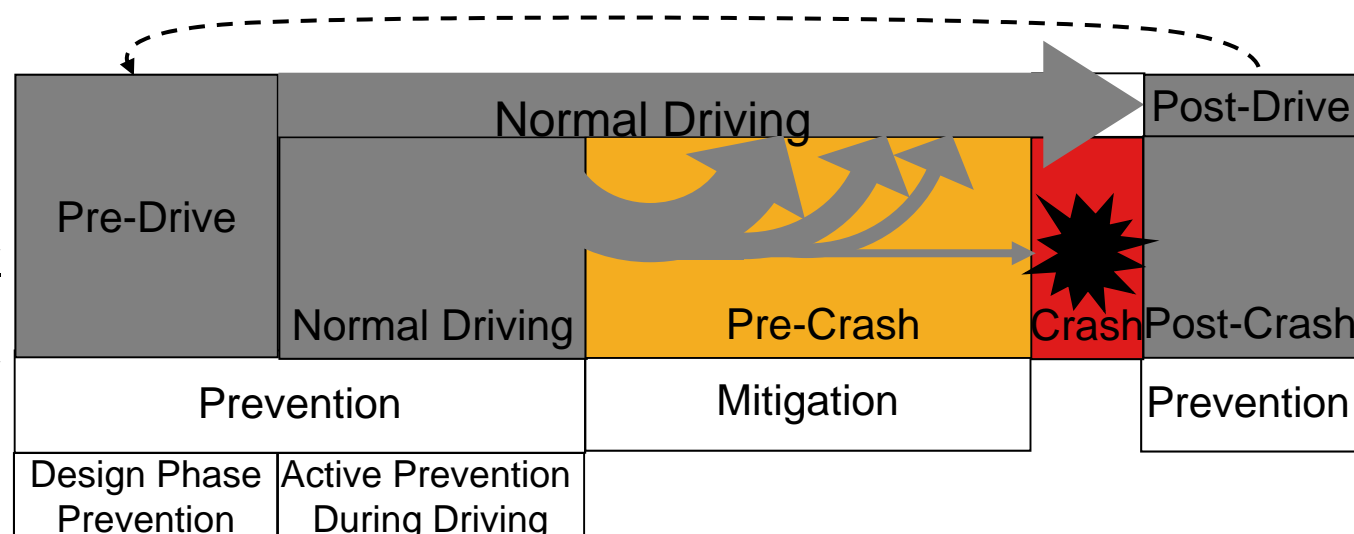 Normal Driving
Post-Drive
Pre-Drive
Normal Driving
Pre-Crash
Crash
Post-Crash
Prevention
Mitigation
Prevention
Design Phase
Prevention
Active Prevention
During Driving